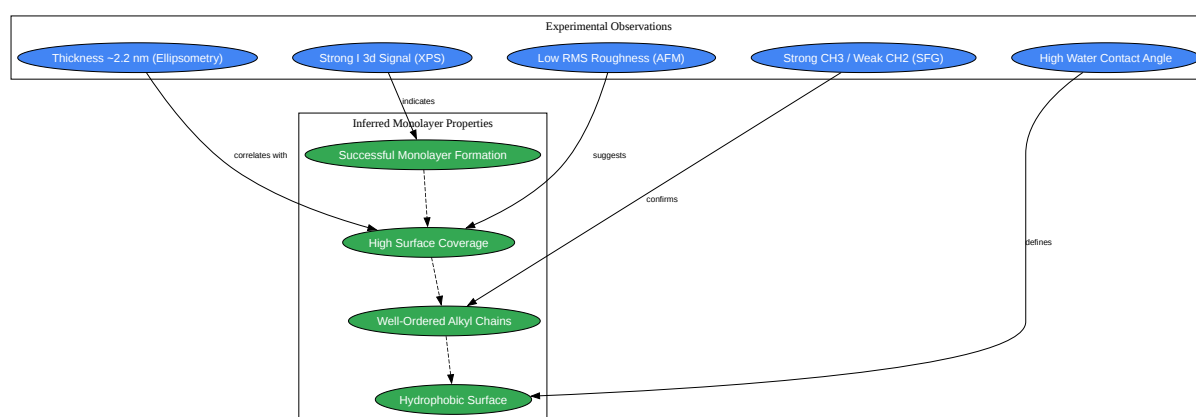 Experimental Observations
Thickness ~2.2 nm (Ellipsometry)
Strong I 3d Signal (XPS)
Low RMS Roughness (AFM)
Strong CH3 / Weak CH2 (SFG)
High Water Contact Angle
indicates
Inferred Monolayer Properties
correlates with
Successful Monolayer Formation
suggests
confirms
High Surface Coverage
defines
Well-Ordered Alkyl Chains
Hydrophobic Surface